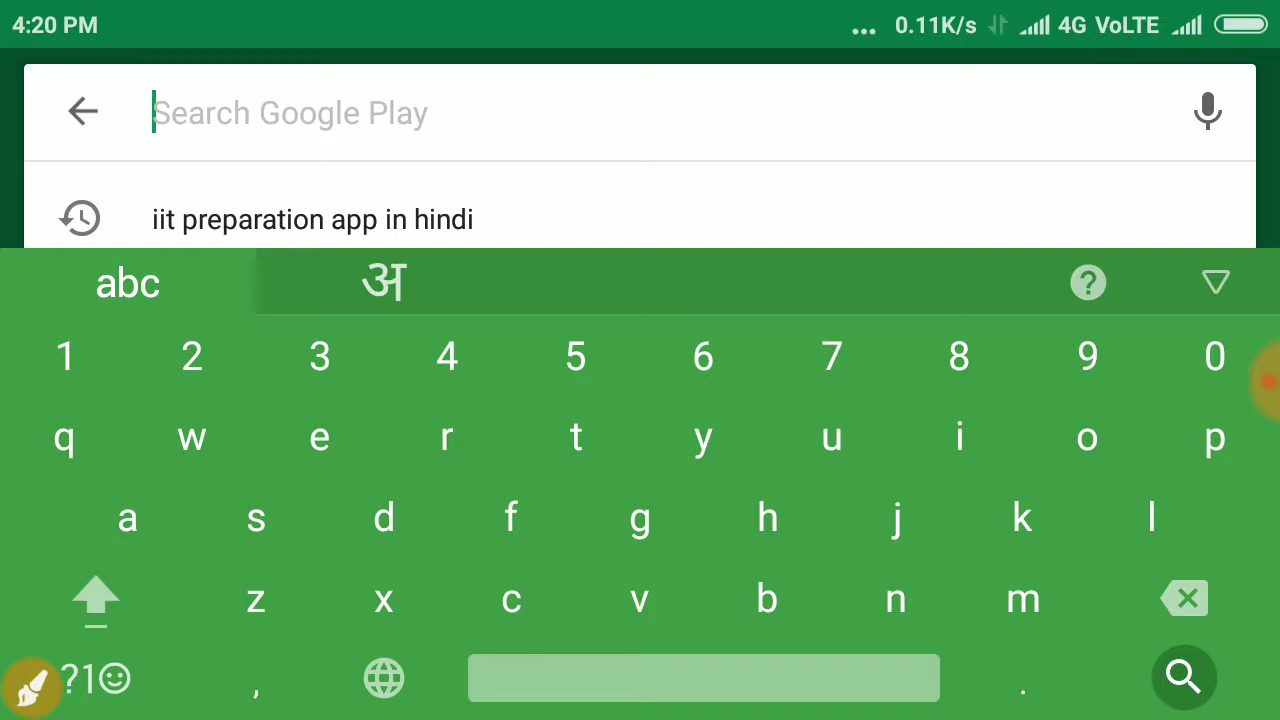 4:20 PM ... 0.11K/s 4G VoLTE
Search Google Play
iit preparation app in hindi
abc अ ?
1 2 3 4 5 6 7 8 9 0
q w e r t y u i o p
a s d f g h j k l
z x c v b n m
?1☺ , .